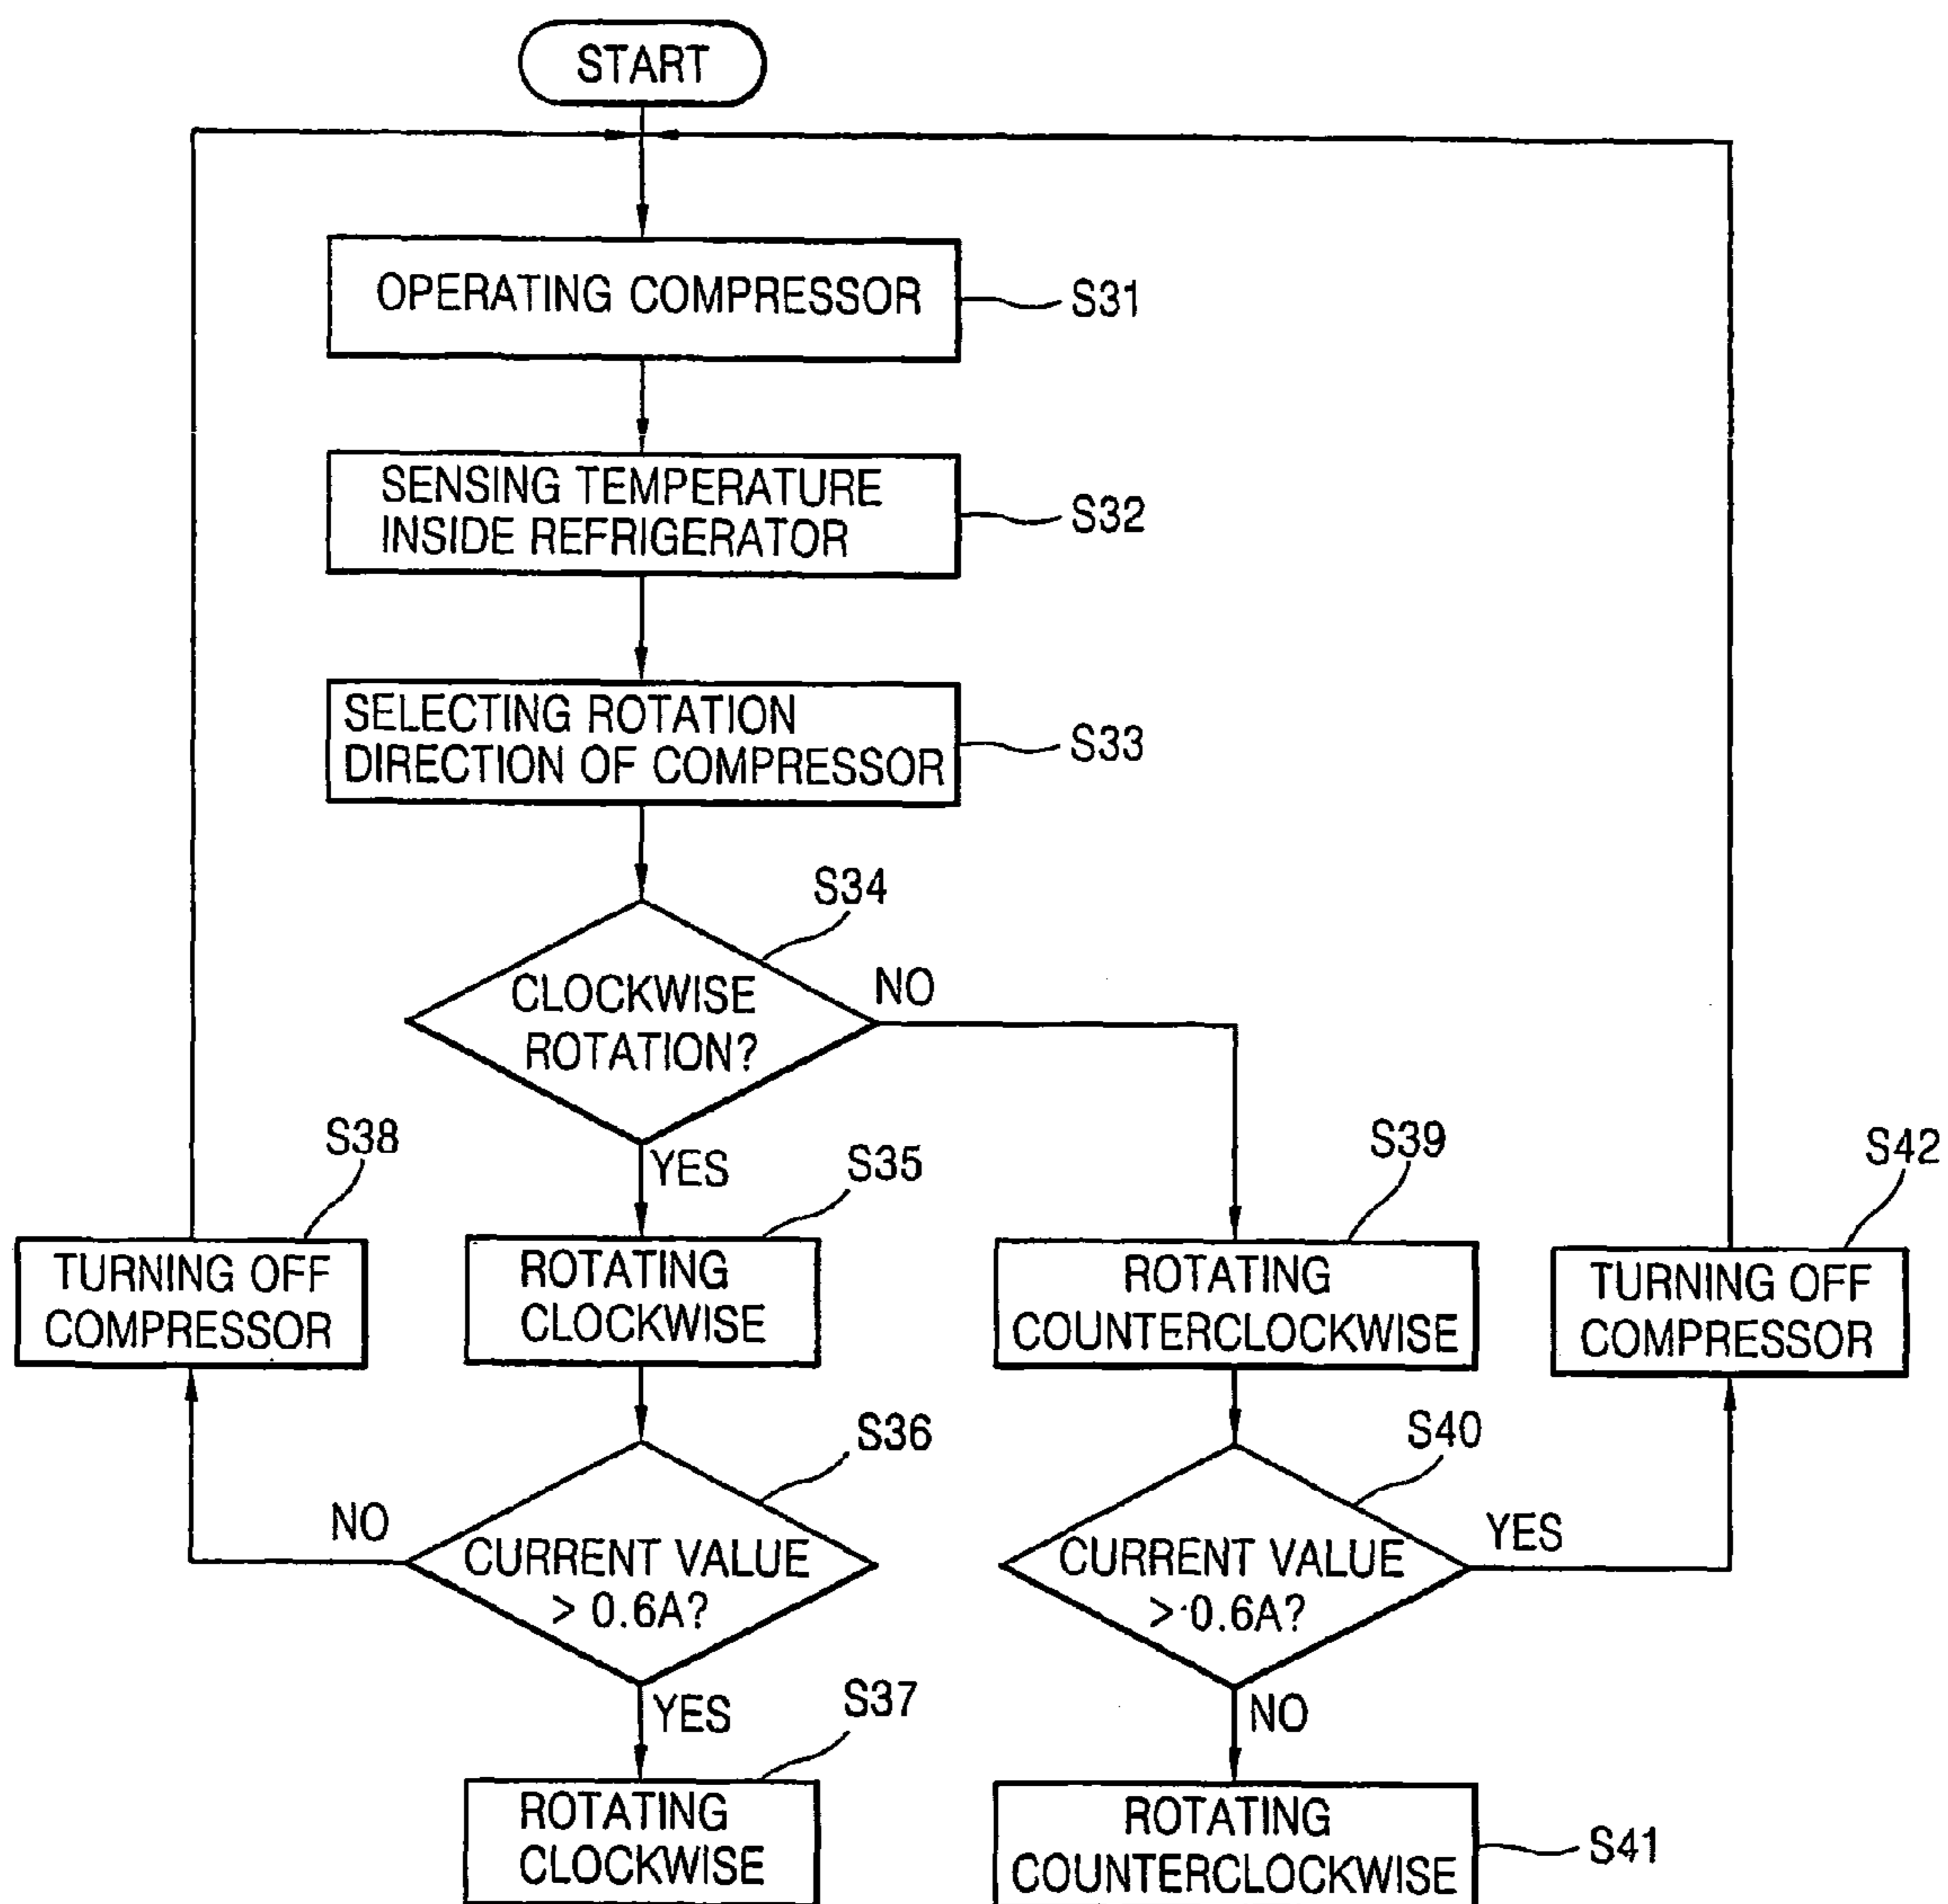 START
OPERATING COMPRESSOR
S31
SENSING TEMPERATURE
INSIDE REFRIGERATOR
S32
SELECTING ROTATION
DIRECTION OF COMPRESSOR
S33
S34
CLOCKWISE
ROTATION?
NO
YES
S38
TURNING OFF
COMPRESSOR
S35
ROTATING
CLOCKWISE
S39
ROTATING
COUNTERCLOCKWISE
S42
TURNING OFF
COMPRESSOR
S36
CURRENT VALUE
> 0.6A?
NO
YES
S40
CURRENT VALUE
> 0.6A?
YES
NO
S37
ROTATING
CLOCKWISE
ROTATING
COUNTERCLOCKWISE
S41